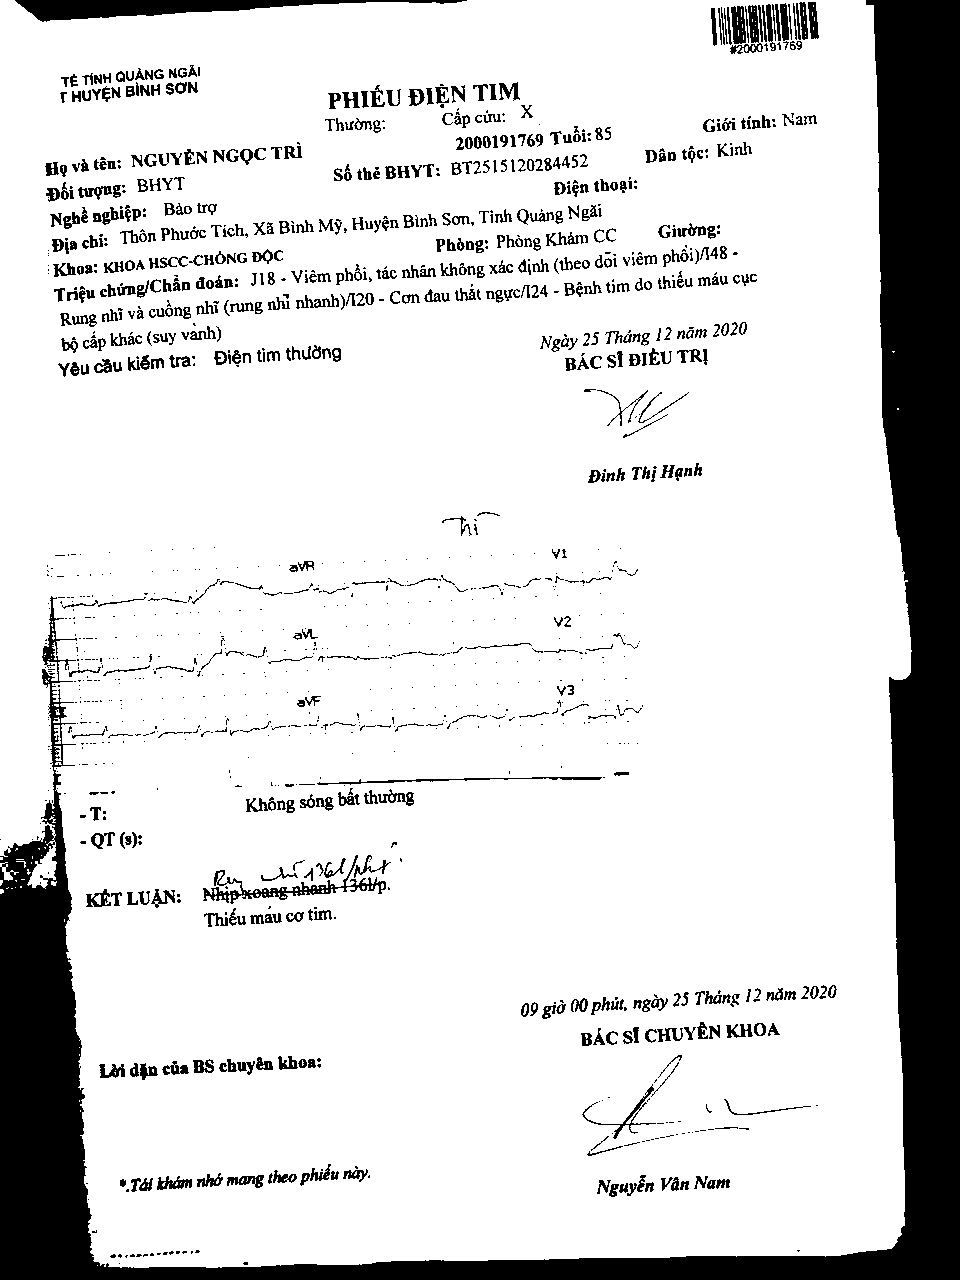 #2000191769
TẾ TỈNH QUẢNG NGÃI
T HUYỆN BÌNH SƠN
PHIẾU ĐIỆN TIM
Thường: Cấp cứu: X
2000191769 Tuổi: 85 Giới tính: Nam
Họ và tên: NGUYỄN NGỌC TRÌ
Số thẻ BHYT: BT2515120284452 Dân tộc: Kinh
Đối tượng: BHYT
Điện thoại:
Nghề nghiệp: Bảo trợ
Địa chỉ: Thôn Phước Tích, Xã Bình Mỹ, Huyện Bình Sơn, Tỉnh Quảng Ngãi
Khoa: KHOA HSCC-CHỐNG ĐỘC Phòng: Phòng Khám CC Giường:
Triệu chứng/Chẩn đoán: J18 - Viêm phổi, tác nhân không xác định (theo dõi viêm phổi)/I48 -
Rung nhĩ và cuồng nhĩ (rung nhĩ nhanh)/I20 - Cơn đau thắt ngực/I24 - Bệnh tim do thiếu máu cục
bộ cấp khác (suy vành)
Yêu cầu kiểm tra: Điện tim thường
Ngày 25 Tháng 12 năm 2020
BÁC SĨ ĐIỀU TRỊ
Đinh Thị Hạnh
aVR V1
aVL V2
aVF V3
- T: Không sóng bất thường
- QT (s):
Rung nhĩ 136l/phút
KẾT LUẬN: Nhịp xoang nhanh 136l/p.
Thiếu máu cơ tim.
09 giờ 00 phút, ngày 25 Tháng 12 năm 2020
BÁC SĨ CHUYÊN KHOA
Lời dặn của BS chuyên khoa:
*.Tái khám nhớ mang theo phiếu này.
Nguyễn Văn Nam